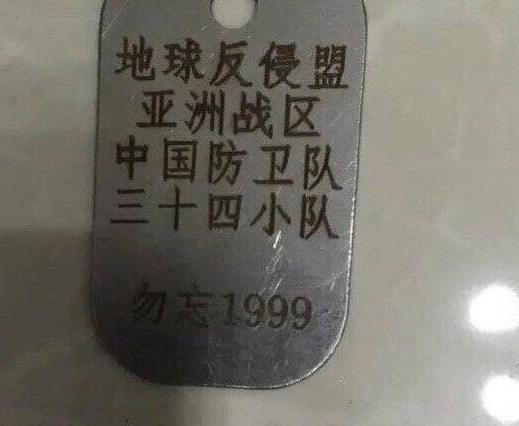 地球反侵盟
亚洲战区
中国防卫队
三十四小队
勿忘1999